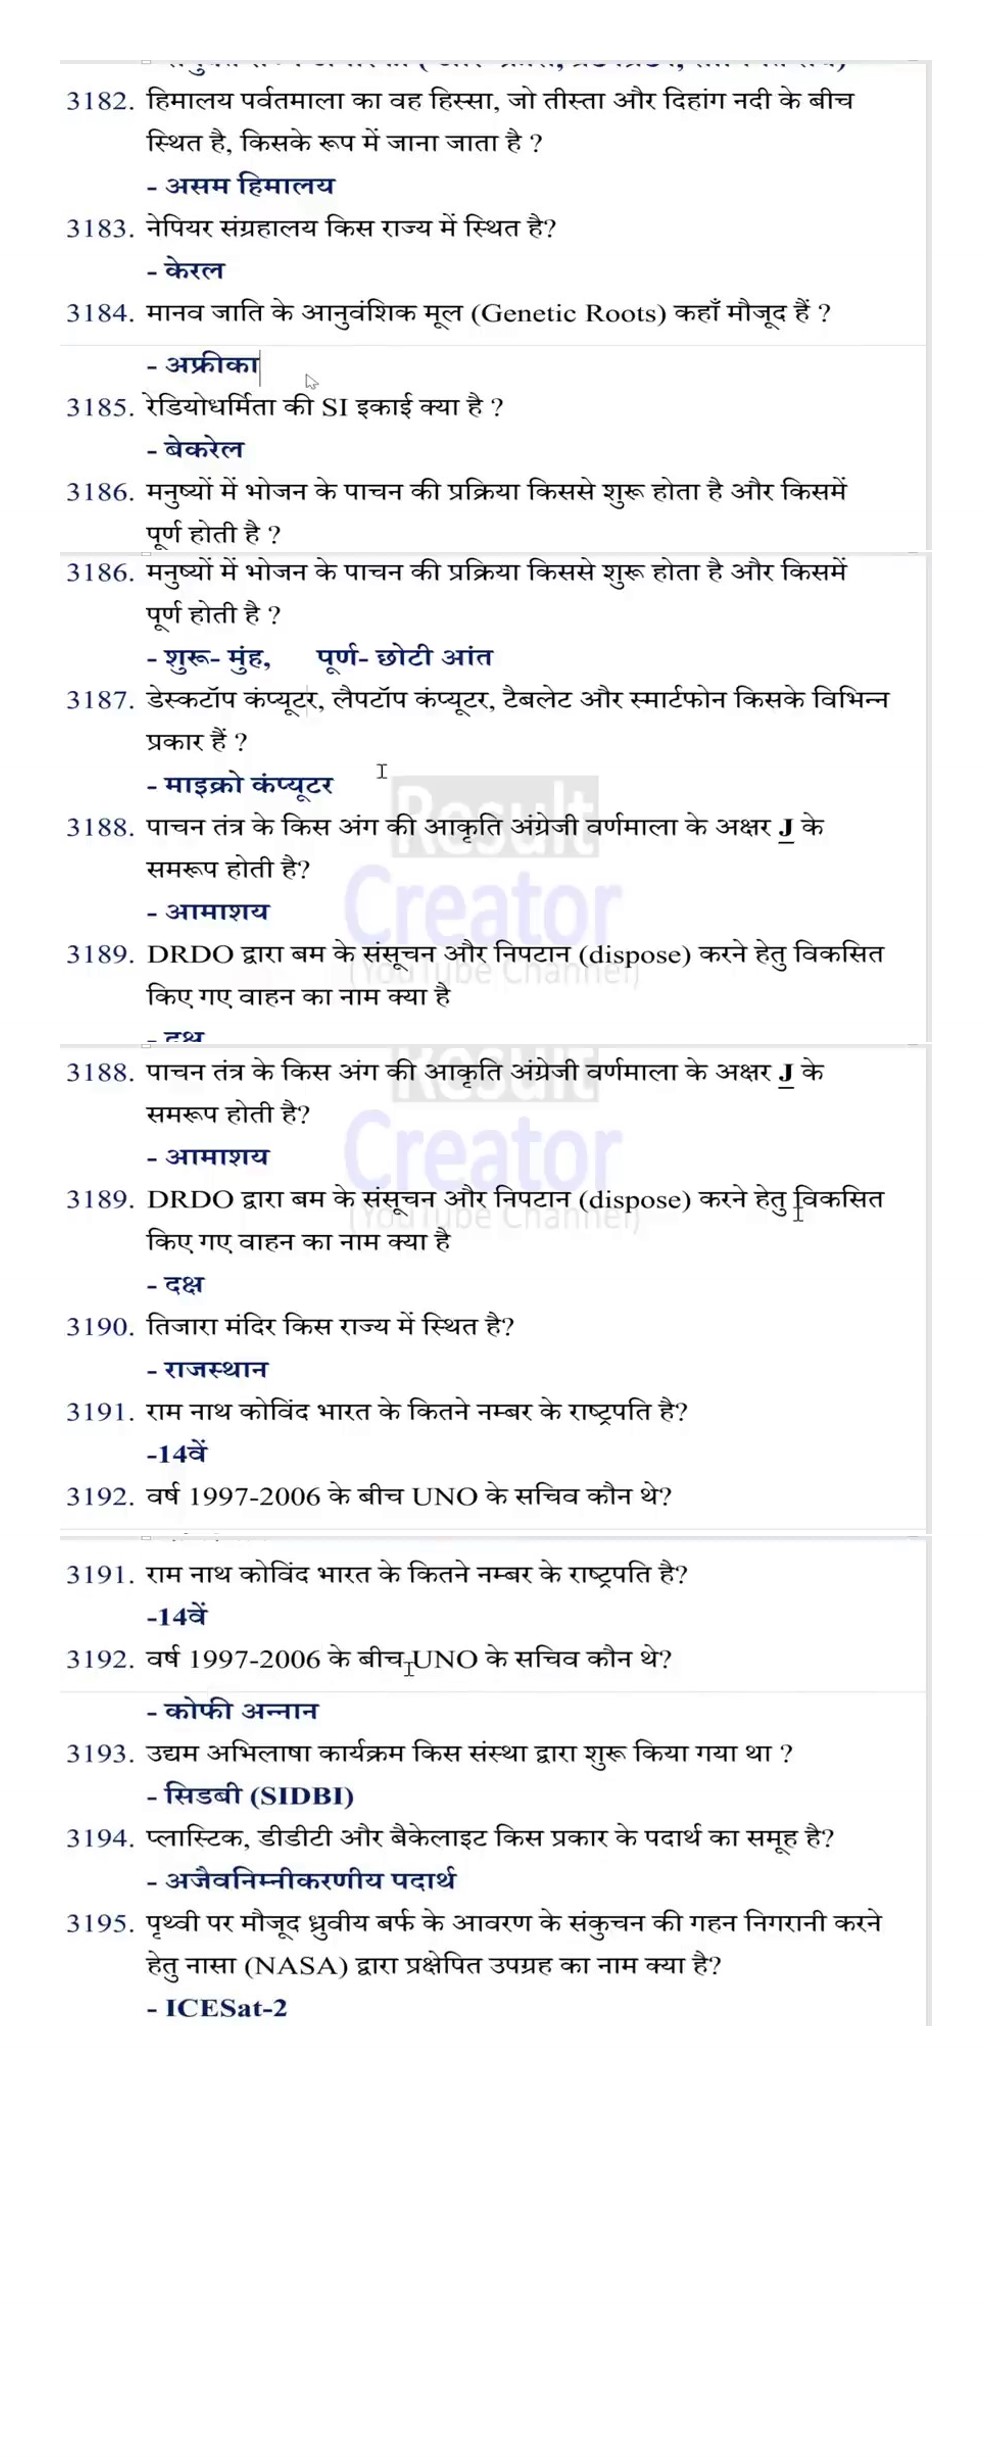 3182. हिमालय पर्वतमाला का वह हिस्सा, जो तीस्ता और दिहांग नदी के बीच
स्थित है, किसके रूप में जाना जाता है ?
- असम हिमालय
3183. नेपियर संग्रहालय किस राज्य में स्थित है?
- केरल
3184. मानव जाति के आनुवंशिक मूल (Genetic Roots) कहाँ मौजूद हैं ?
- अफ्रीका
3185. रेडियोधर्मिता की SI इकाई क्या है ?
- बेकरेल
3186. मनुष्यों में भोजन के पाचन की प्रक्रिया किससे शुरू होता है और किसमें
पूर्ण होती है ?
3186. मनुष्यों में भोजन के पाचन की प्रक्रिया किससे शुरू होता है और किसमें
पूर्ण होती है ?
- शुरू- मुंह, पूर्ण- छोटी आंत
3187. डेस्कटॉप कंप्यूटर, लैपटॉप कंप्यूटर, टैबलेट और स्मार्टफोन किसके विभिन्न
प्रकार हैं ?
- माइक्रो कंप्यूटर
Result
3188. पाचन तंत्र के किस अंग की आकृति अंग्रेजी वर्णमाला के अक्षर J के
समरूप होती है?
Creator
- आमाशय
3189. DRDO द्वारा बम के संसूचन और निपटान (dispose) करने हेतु विकसित
(YouTube Channel)
किए गए वाहन का नाम क्या है
- दक्ष
Result
3188. पाचन तंत्र के किस अंग की आकृति अंग्रेजी वर्णमाला के अक्षर J के
समरूप होती है?
Creator
- आमाशय
3189. DRDO द्वारा बम के संसूचन और निपटान (dispose) करने हेतु विकसित
(YouTube Channel)
किए गए वाहन का नाम क्या है
- दक्ष
3190. तिजारा मंदिर किस राज्य में स्थित है?
- राजस्थान
3191. राम नाथ कोविंद भारत के कितने नम्बर के राष्ट्रपति है?
-14वें
3192. वर्ष 1997-2006 के बीच UNO के सचिव कौन थे?
3191. राम नाथ कोविंद भारत के कितने नम्बर के राष्ट्रपति है?
-14वें
3192. वर्ष 1997-2006 के बीच UNO के सचिव कौन थे?
- कोफी अन्नान
3193. उद्यम अभिलाषा कार्यक्रम किस संस्था द्वारा शुरू किया गया था ?
- सिडबी (SIDBI)
3194. प्लास्टिक, डीडीटी और बैकेलाइट किस प्रकार के पदार्थ का समूह है?
- अजैवनिम्नीकरणीय पदार्थ
3195. पृथ्वी पर मौजूद ध्रुवीय बर्फ के आवरण के संकुचन की गहन निगरानी करने
हेतु नासा (NASA) द्वारा प्रक्षेपित उपग्रह का नाम क्या है?
- ICESat-2